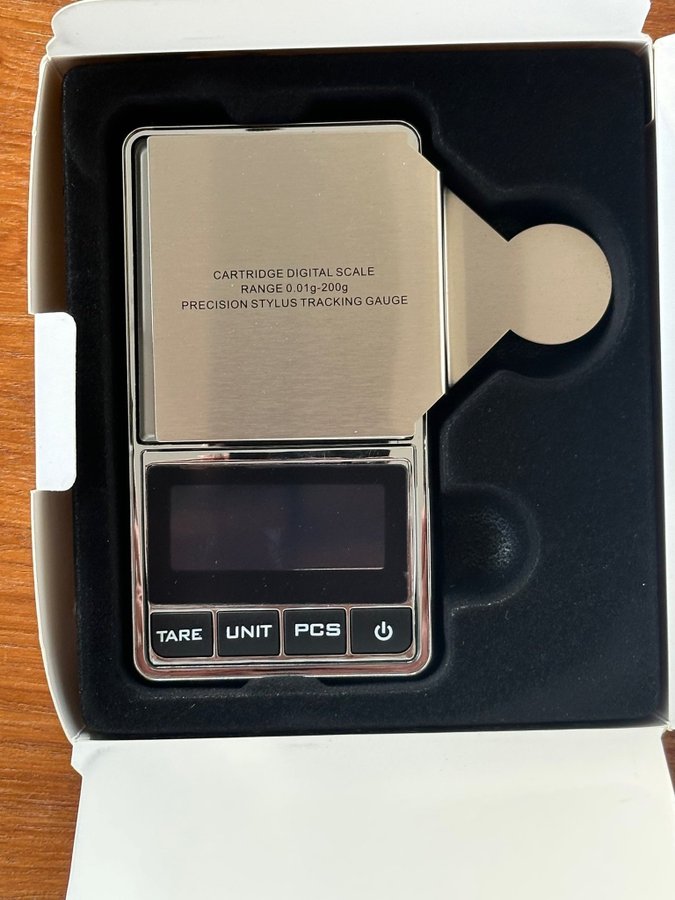 CARTRIDGE DIGITAL SCALE
RANGE 0.01g-200g
PRECISION STYLUS TRACKING GAUGE
TARE UNIT PCS